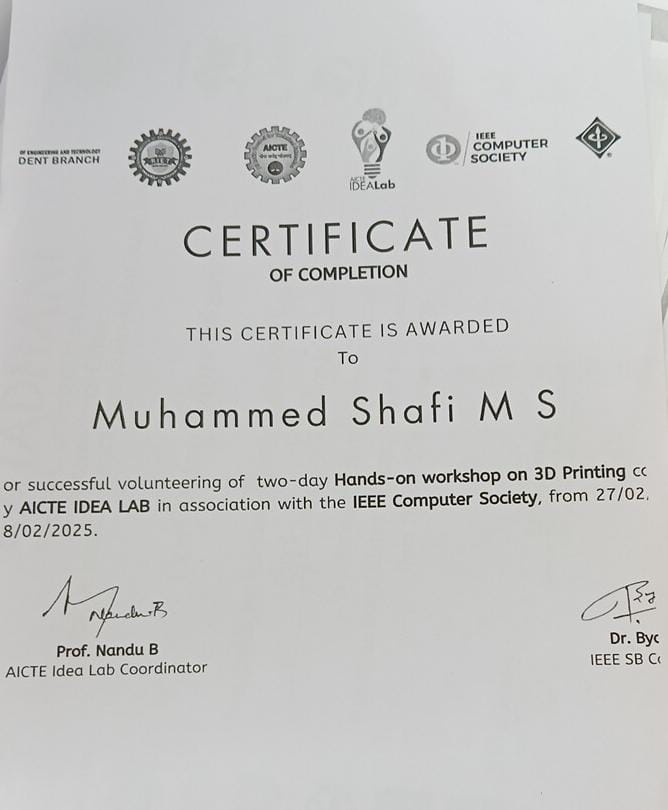 OF ENGINEERING AND TECHNOLOGY
DENT BRANCH
AICTE
AICTE
IDEALab
IEEE
COMPUTER
SOCIETY
CERTIFICATE
OF COMPLETION
THIS CERTIFICATE IS AWARDED
To
Muhammed Shafi M S
or successful volunteering of two-day Hands-on workshop on 3D Printing cc
y AICTE IDEA LAB in association with the IEEE Computer Society, from 27/02.
8/02/2025.
Nandu B
Prof. Nandu B
AICTE Idea Lab Coordinator
Dr. Byc
IEEE SB Co